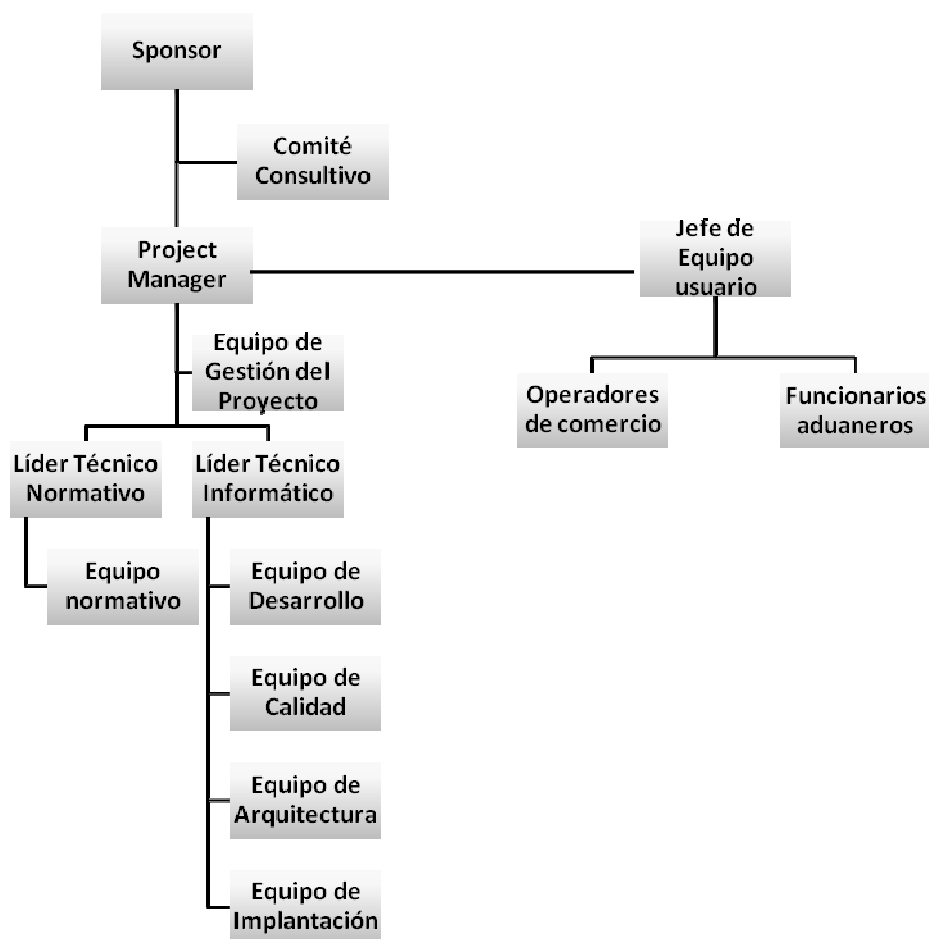 Sponsor
Comité
Consultivo
Project
Manager
Jefe de
Equipo
usuario
Equipo de
Gestión del
Proyecto
Operadores
de comercio
Funcionarios
aduaneros
Líder Técnico
Normativo
Líder Técnico
Informático
Equipo
normativo
Equipo de
Desarrollo
Equipo de
Calidad
Equipo de
Arquitectura
Equipo de
Implantación